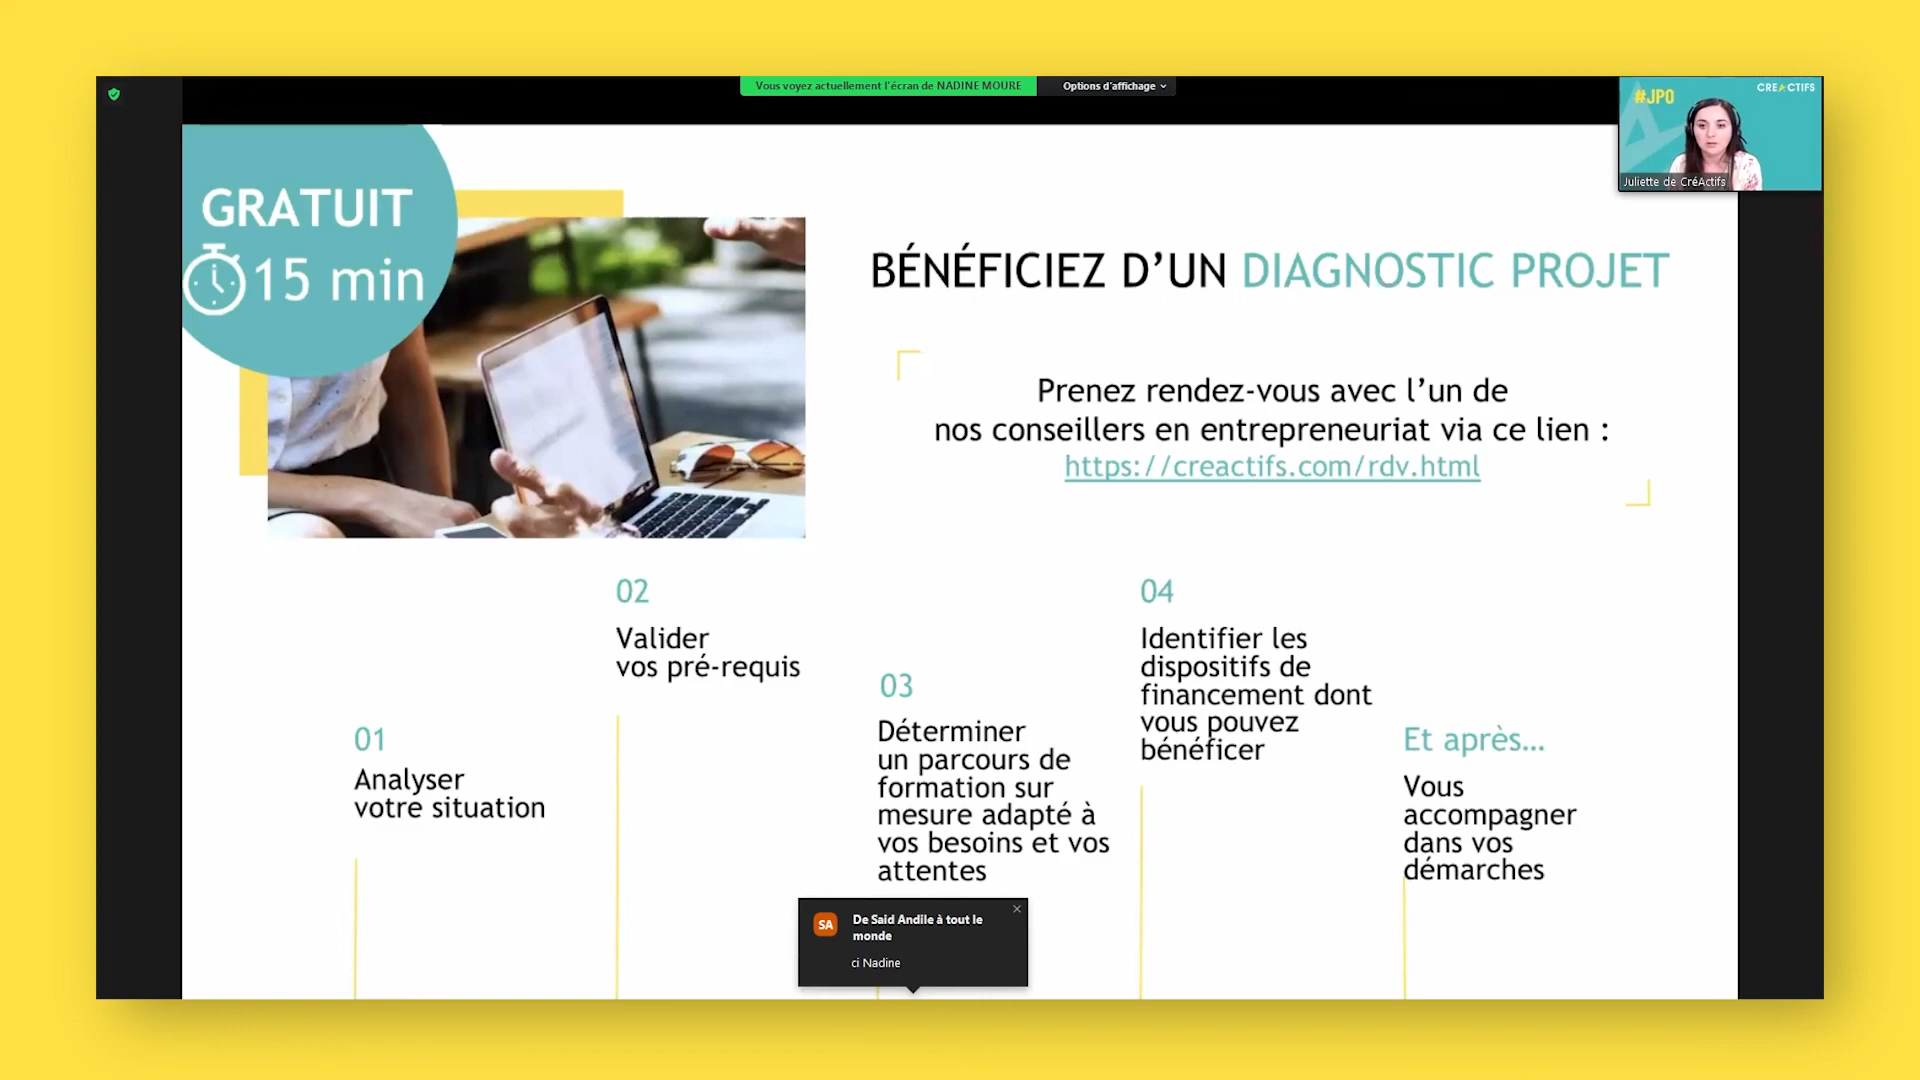 Vous voyez actuellement l'écran de NADINE MOURE
Options d'affichage
#JPO
CREACTIFS
Juliette de CréActifs
GRATUIT
15 min
BÉNÉFICIEZ D'UN DIAGNOSTIC PROJET
Prenez rendez-vous avec l'un de
nos conseillers en entrepreneuriat via ce lien :
https://creactifs.com/rdv.html
01
Analyser
votre situation
02
Valider
vos pré-requis
03
Déterminer
un parcours de
formation sur
mesure adapté à
vos besoins et vos
attentes
04
Identifier les
dispositifs de
financement dont
vous pouvez
bénéficer
Et après...
Vous
accompagner
dans vos
démarches
SA
De Said Andile à tout le
monde
ci Nadine